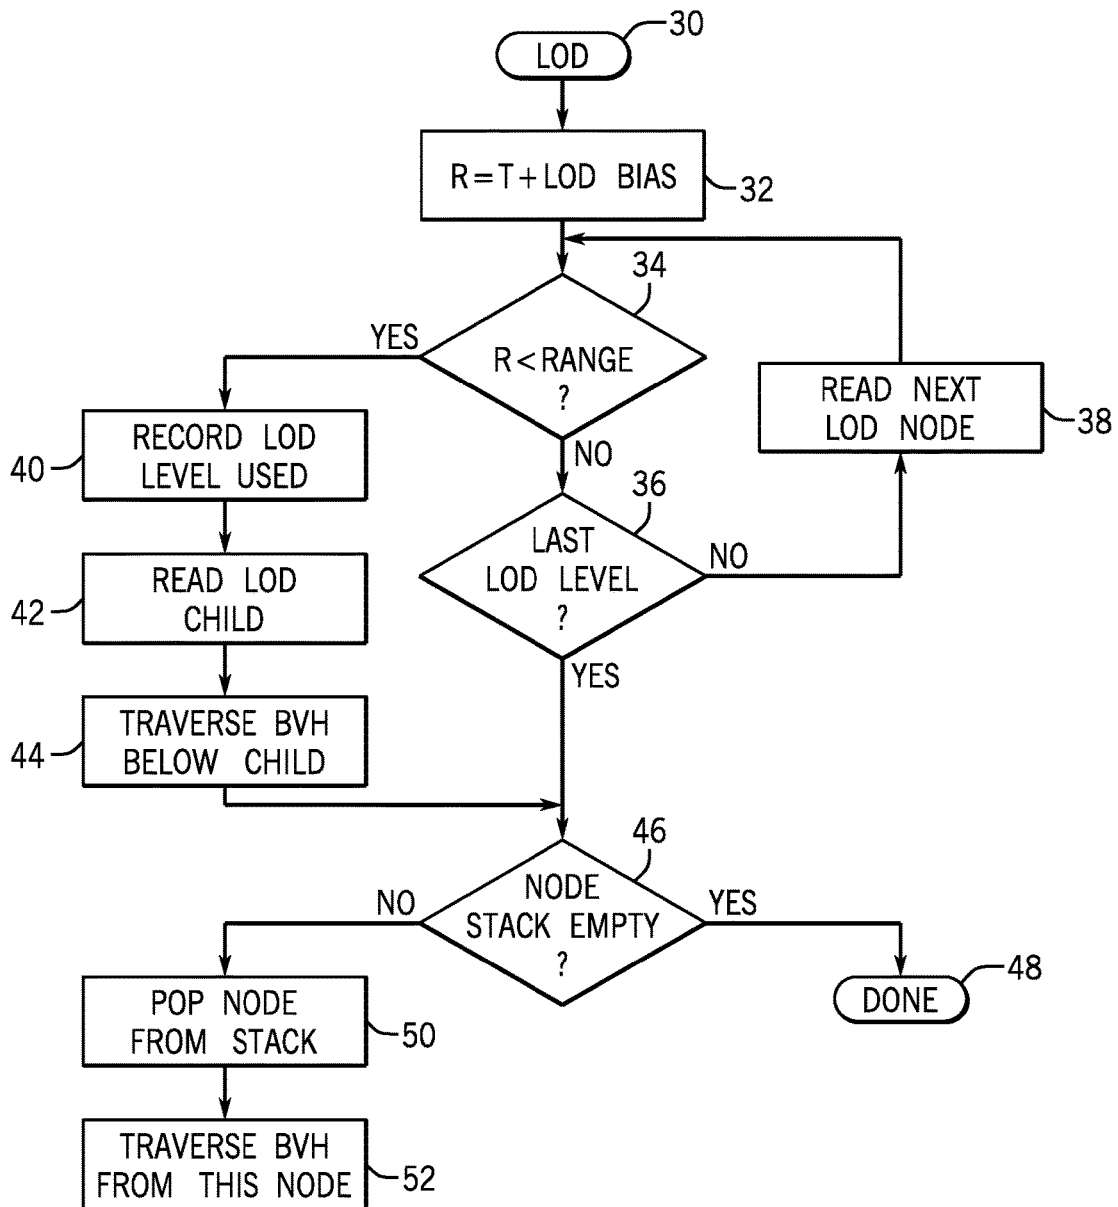 LOD
30
R=T+LOD BIAS
32
34
YES
R<RANGE
?
NO
READ NEXT
LOD NODE
38
RECORD LOD
LEVEL USED
40
36
LAST
LOD LEVEL
?
NO
YES
READ LOD
CHILD
42
TRAVERSE BVH
BELOW CHILD
44
46
NODE
STACK EMPTY
?
NO
YES
48
DONE
POP NODE
FROM STACK
50
TRAVERSE BVH
FROM THIS NODE
52